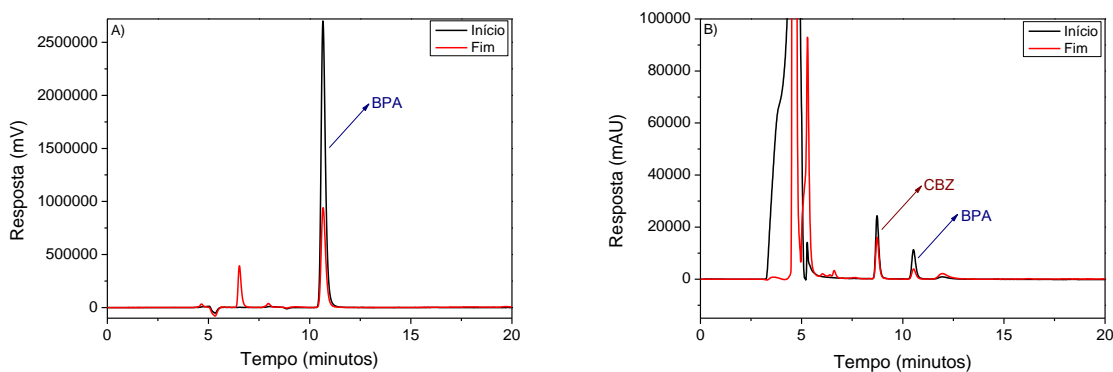 A)
Início
Fim
BPA
Resposta (mV)
2500000
2000000
1500000
1000000
500000
0
0 5 10 15 20
Tempo (minutos)
B)
Início
Fim
CBZ
BPA
Resposta (mAU)
100000
80000
60000
40000
20000
0
0 5 10 15 20
Tempo (minutos)